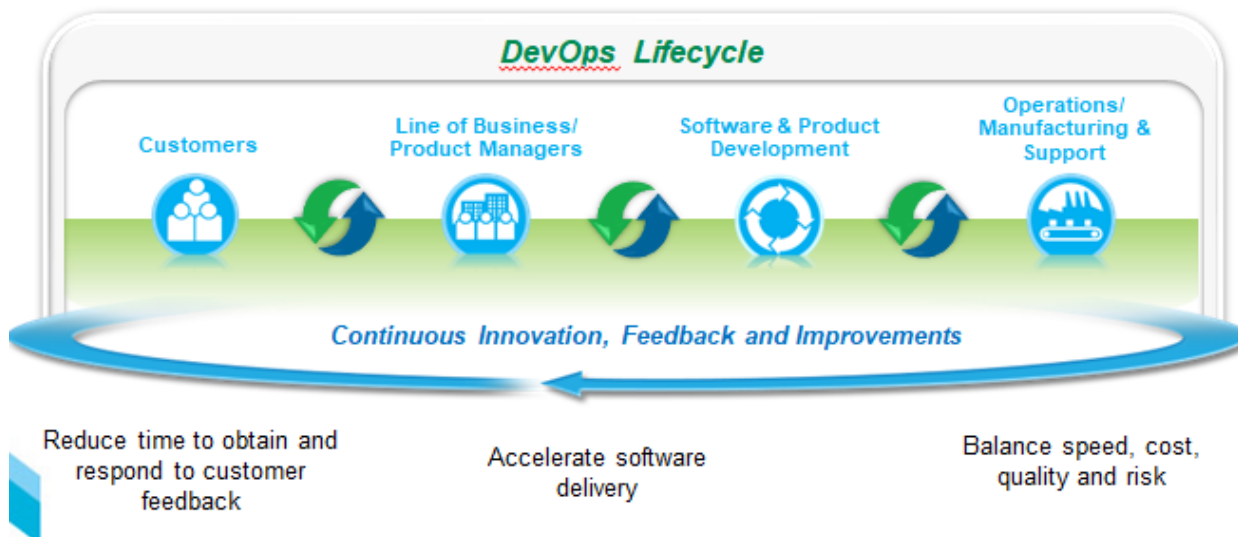 DevOps Lifecycle
Customers
Line of Business/
Product Managers
Software & Product
Development
Operations/
Manufacturing &
Support
Continuous Innovation, Feedback and Improvements
Reduce time to obtain and
respond to customer
feedback
Accelerate software
delivery
Balance speed, cost,
quality and risk